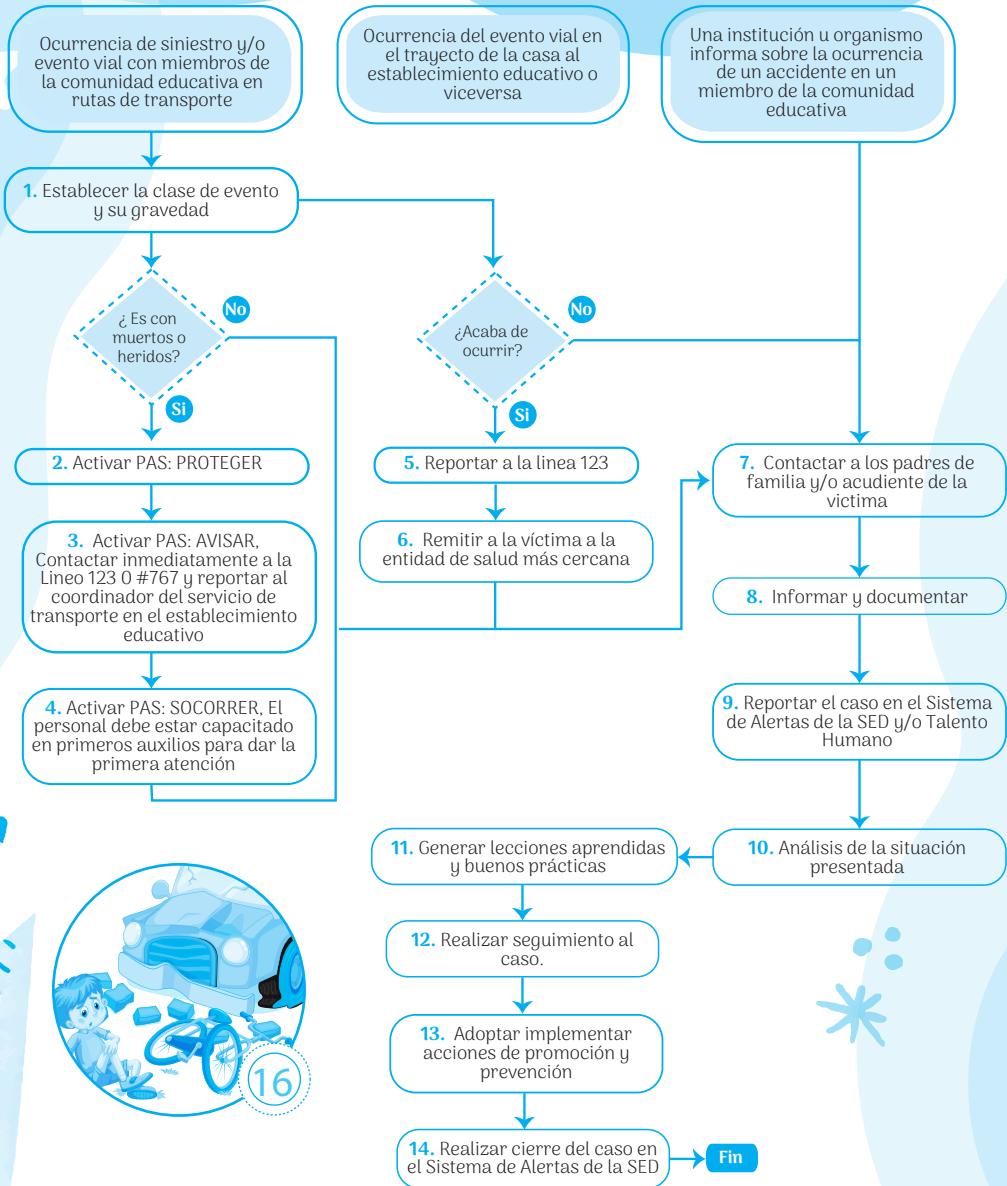 Ocurrencia de siniestro y/o
evento vial con miembros de
la comunidad educativa en
rutas de transporte
Ocurrencia del evento vial en
el trayecto de la casa al
establecimiento educativo o
viceversa
Una institución u organismo
informa sobre la ocurrencia
de un accidente en un
miembro de la comunidad
educativa
1. Establecer la clase de evento
y su gravedad
¿ Es con
muertos o
heridos?
No
Si
¿Acaba de
ocurrir?
No
Si
2. Activar PAS: PROTEGER
3. Activar PAS: AVISAR,
Contactar inmediatamente a la
Lineo 123 0 #767 y reportar al
coordinador del servicio de
transporte en el establecimiento
educativo
4. Activar PAS: SOCORRER, El
personal debe estar capacitado
en primeros auxilios para dar la
primera atención
5. Reportar a la linea 123
6. Remitir a la víctima a la
entidad de salud más cercana
7. Contactar a los padres de
familia y/o acudiente de la
victima
8. Informar y documentar
9. Reportar el caso en el Sistema
de Alertas de la SED y/o Talento
Humano
10. Análisis de la situación
presentada
11. Generar lecciones aprendidas
y buenos prácticas
12. Realizar seguimiento al
caso.
13. Adoptar implementar
acciones de promoción y
prevención
14. Realizar cierre del caso en
el Sistema de Alertas de la SED
Fin
16